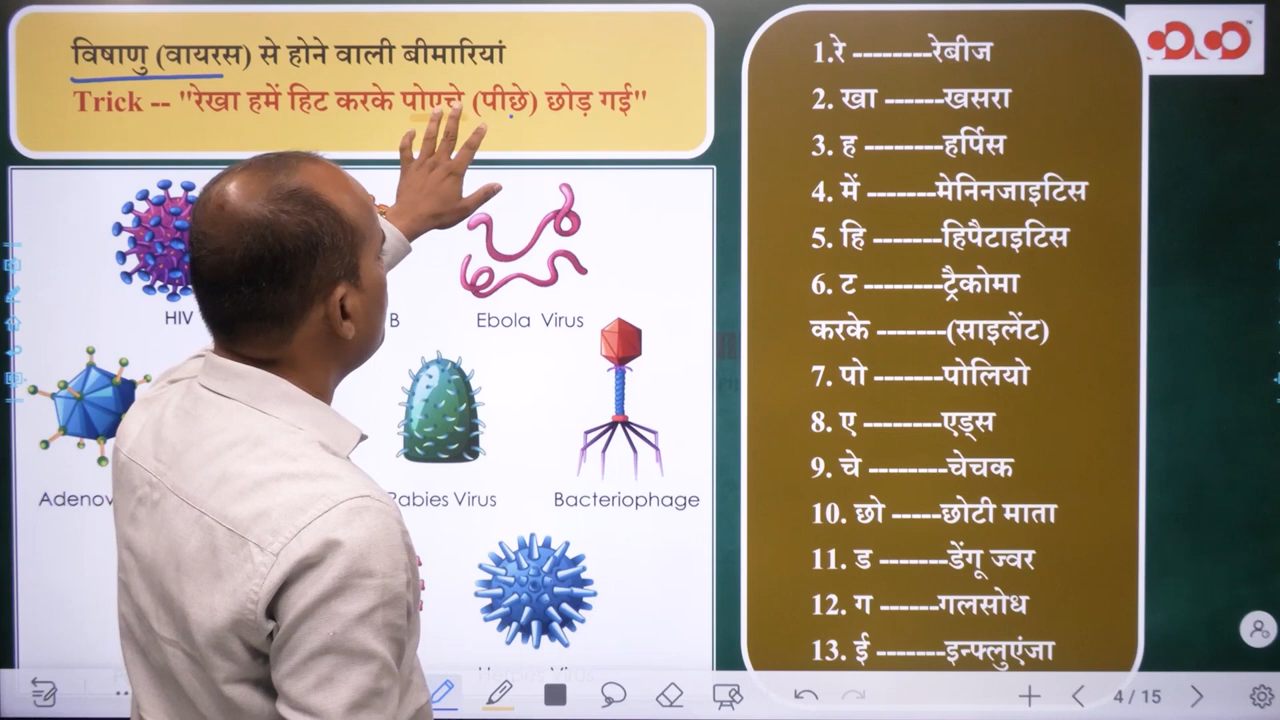 विषाणु (वायरस) से होने वाली बीमारियां
Trick -- "रेखा हमें हिट करके पोएचे (पीछे) छोड़ गई"
HIV
B
Ebola Virus
Rabies Virus
Bacteriophage
1.रे --------रेबीज
2. खा ------खसरा
3. ह --------हर्पिस
4. में -------मेनिनजाइटिस
5. हि -------हिपैटाइटिस
6. ट --------ट्रैकोमा
करके -------(साइलेंट)
7. पो --------पोलियो
8. ए --------एड्स
9. चे --------चेचक
10. छो -----छोटी माता
11. ड ------डेंगू ज्वर
12. ग ------गलसोध
13. ई -------इन्फ्लुएंजा
4 / 15